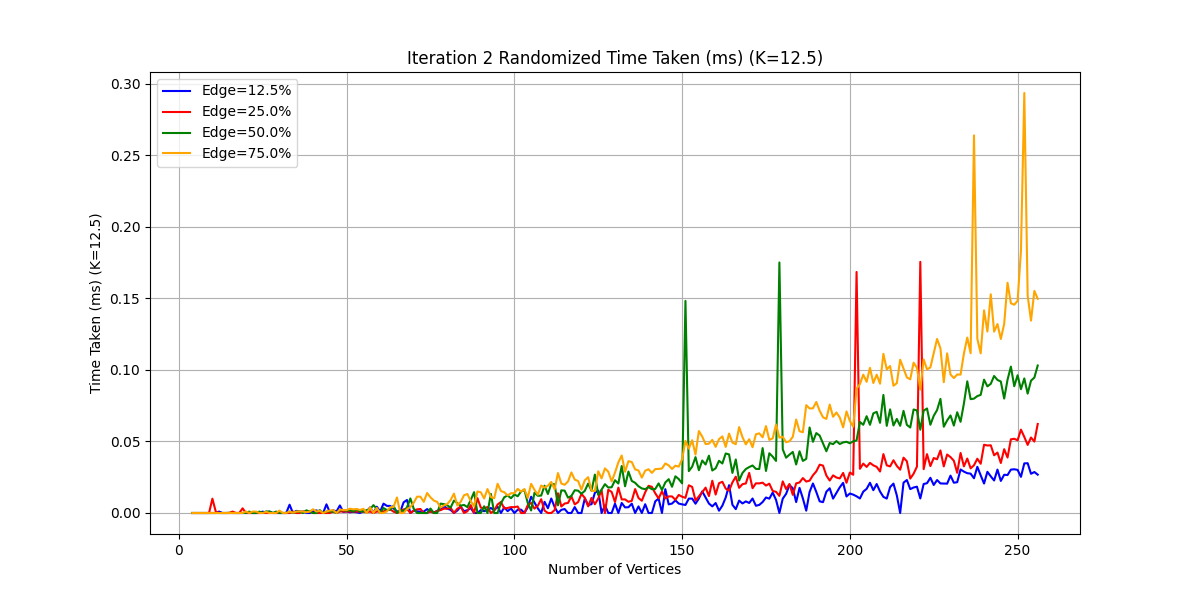 Iteration 2 Randomized Time Taken (ms) (K=12.5)
Edge=12.5%
Edge=25.0%
Edge=50.0%
Edge=75.0%
Time Taken (ms) (K=12.5)
0.30
0.25
0.20
0.15
0.10
0.05
0.00
0 50 100 150 200 250
Number of Vertices